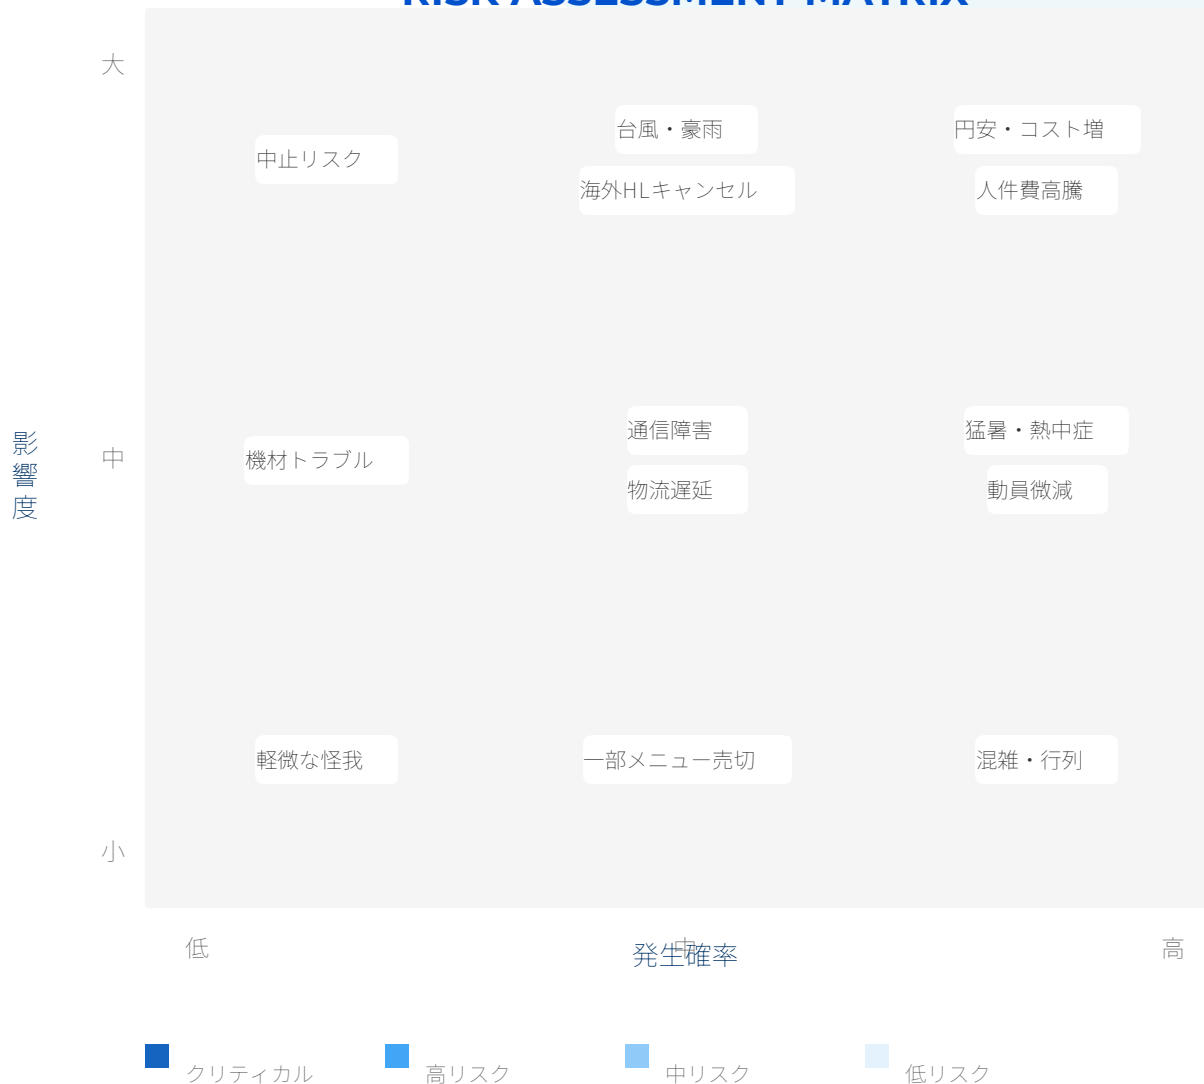 RISK ASSESSMENT MATRIX
大
台風・豪雨
円安・コスト増
中止リスク
海外HLキャンセル
人件費高騰
影響度
中
通信障害
猛暑・熱中症
機材トラブル
物流遅延
動員微減
軽微な怪我
一部メニュー売切
混雑・行列
小
低
中
高
発生確率
クリティカル
高リスク
中リスク
低リスク